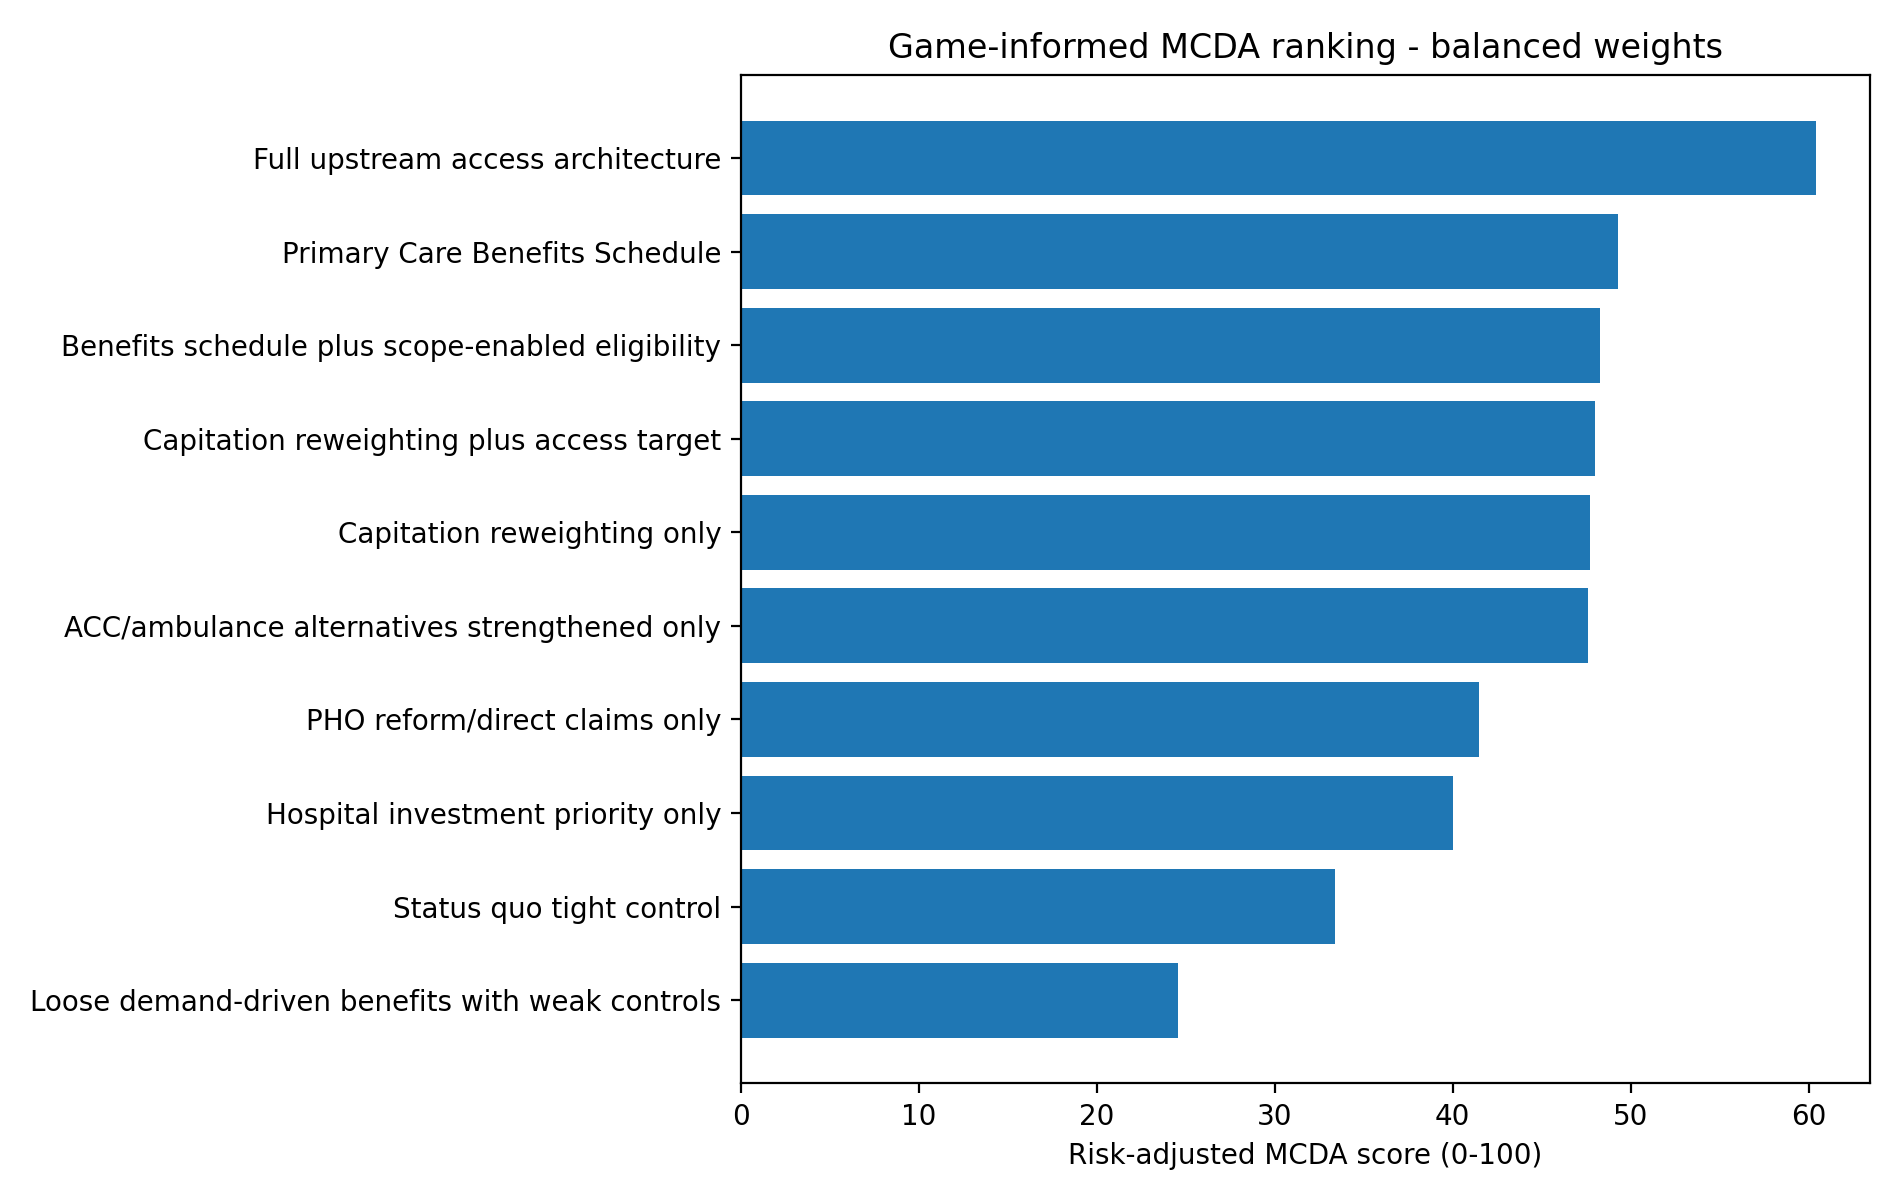 Game-informed MCDA ranking - balanced weights
Full upstream access architecture
Primary Care Benefits Schedule
Benefits schedule plus scope-enabled eligibility
Capitation reweighting plus access target
Capitation reweighting only
ACC/ambulance alternatives strengthened only
PHO reform/direct claims only
Hospital investment priority only
Status quo tight control
Loose demand-driven benefits with weak controls
0 10 20 30 40 50 60
Risk-adjusted MCDA score (0-100)